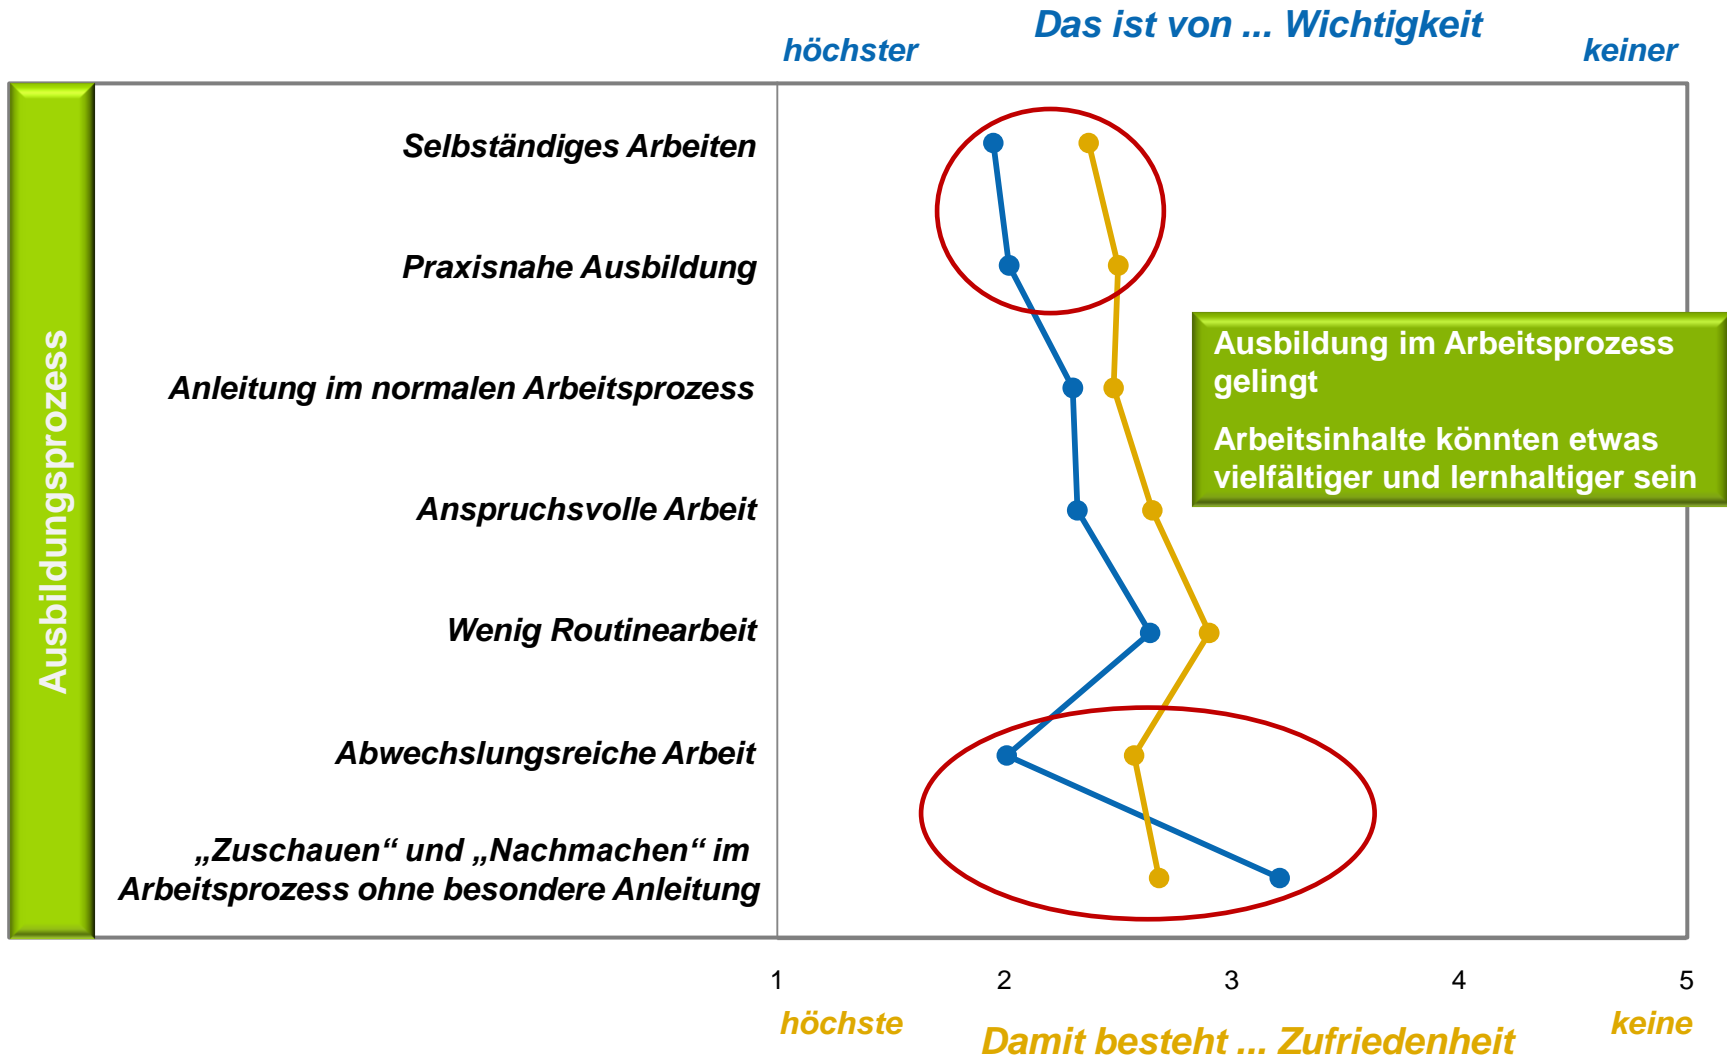 Das ist von ... Wichtigkeit
höchster
keiner
Ausbildungsprozess
Selbständiges Arbeiten
Praxisnahe Ausbildung
Anleitung im normalen Arbeitsprozess
Anspruchsvolle Arbeit
Wenig Routinearbeit
Abwechslungsreiche Arbeit
„Zuschauen“ und „Nachmachen“ im
Arbeitsprozess ohne besondere Anleitung
Ausbildung im Arbeitsprozess
gelingt
Arbeitsinhalte könnten etwas
vielfältiger und lernhaltiger sein
1 2 3 4 5
höchste
keine
Damit besteht ... Zufriedenheit